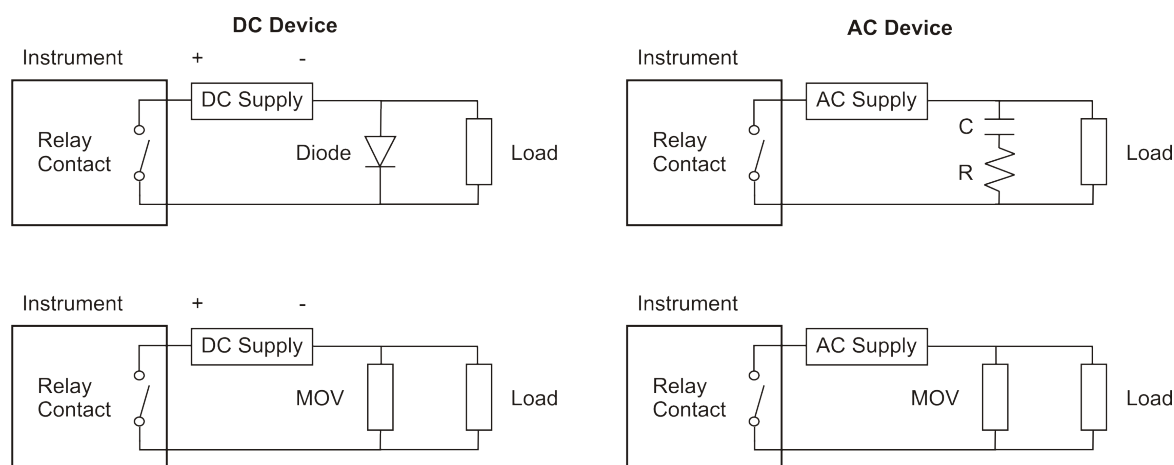 DC Device
Instrument + -
DC Supply
Relay
Contact
Diode
Load
AC Device
Instrument
AC Supply
Relay
Contact
C
R
Load
Instrument + -
DC Supply
Relay
Contact
MOV
Load
Instrument
AC Supply
Relay
Contact
MOV
Load